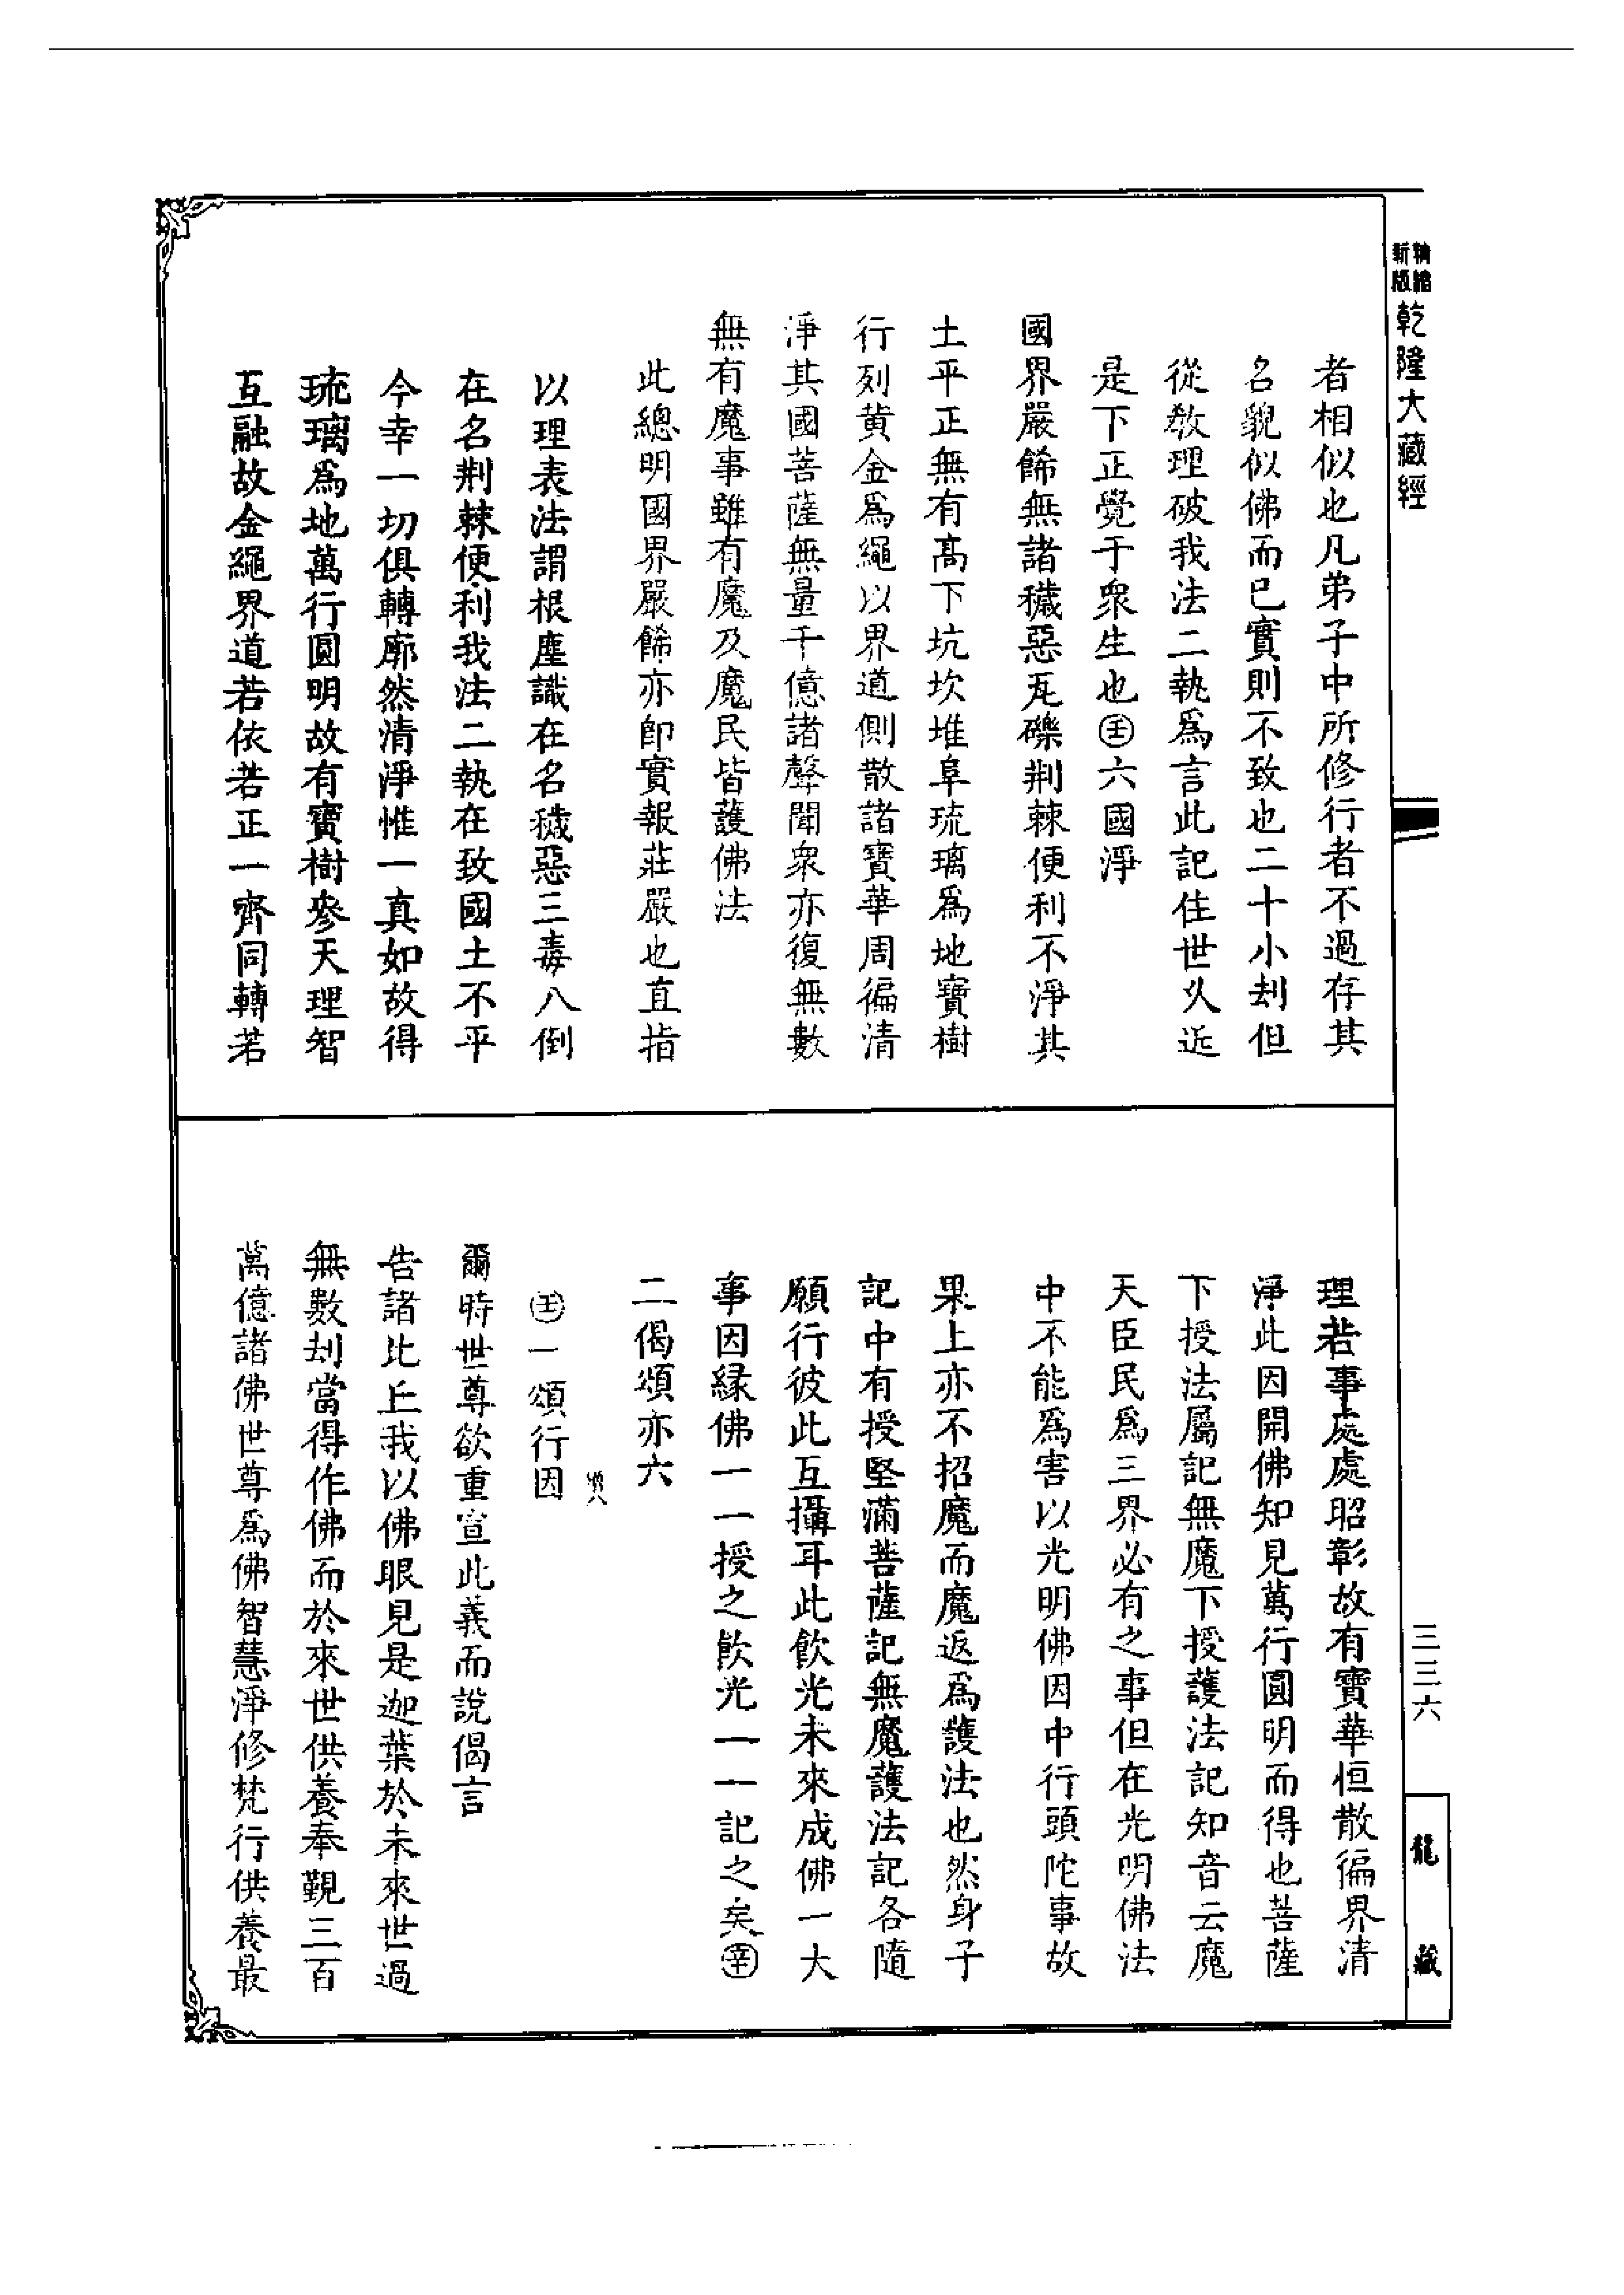 精縮
新版
乾隆大藏經
者相似也凡弟子中所修行者不過存其
名貌似佛而已實則不致也二十小刦但
從教理破我法二執爲言此記住世乆近
是下正覺于衆生也㊣六國淨
國界嚴餙無諸穢惡瓦礫荆棘便利不淨其
土平正無有髙下坑坎堆阜琉璃爲地寶樹
行列黄金爲繩以界道側散諸寶華周徧清
淨其國菩薩無量千億諸聲聞衆亦復無數
無有魔事雖有魔及魔民皆護佛法
此總明國界嚴餙亦即實報莊嚴也直指
以理表法謂根塵識在名穢惡三毒八倒
在名荆棘便利我法二執在致國土不平
今幸一切俱轉廓然清淨惟一真如故得
琉璃爲地萬行圓明故有寶樹參天理智
互融故金繩界道若依若正一齊同轉若
理若事處處昭彰故有寶華恒散徧界清
淨此因開佛知見萬行圓明而得也菩薩
下授法屬記無魔下授護法記知音云魔
天臣民爲三界必有之事但在光明佛法
中不能爲害以光明佛因中行頭陀事故
果上亦不招魔而魔返爲護法也然身子
記中有授堅滿菩薩記無魔護法記各隨
願行彼此互攝耳此飲光未來成佛一大
事因緣佛一一授之飲光一一記之矣㊛
二偈頌亦六
㊣一頌行因
爾時世尊欲重宣此義而說偈言
告諸比丘我以佛眼見是迦葉於未來世過
無數刦當得作佛而於來世供養奉覲三百
萬億諸佛世尊爲佛智慧淨修梵行供養最
三三六
龍藏